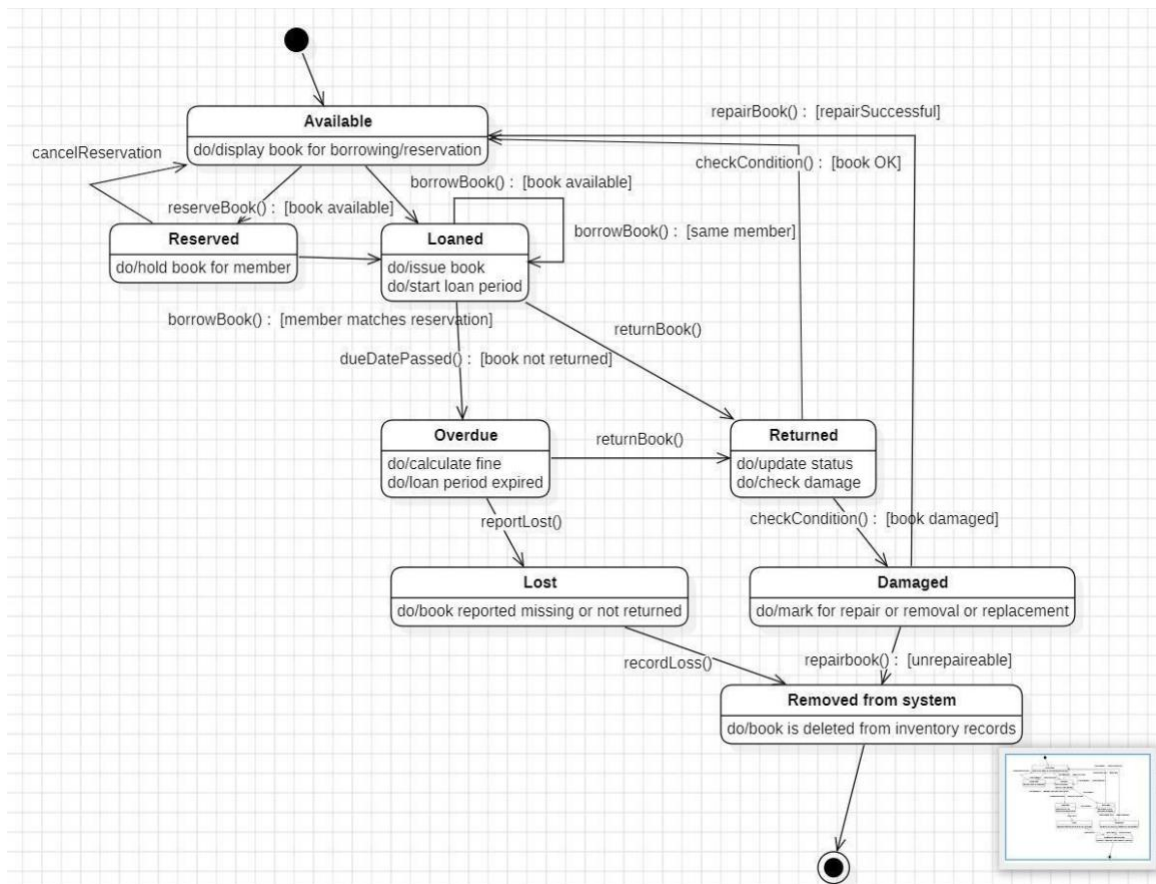 repairBook() : [repairSuccessful]
Available
do/display book for borrowing/reservation
cancelReservation
checkCondition() : [book OK]
borrowBook() : [book available]
reserveBook() : [book available]
Reserved
do/hold book for member
Loaned
do/issue book
do/start loan period
borrowBook() : [same member]
borrowBook() : [member matches reservation]
returnBook()
dueDatePassed() : [book not returned]
Overdue
do/calculate fine
do/loan period expired
returnBook()
Returned
do/update status
do/check damage
reportLost()
checkCondition() : [book damaged]
Lost
do/book reported missing or not returned
Damaged
do/mark for repair or removal or replacement
recordLoss()
repairbook() : [unrepaireable]
Removed from system
do/book is deleted from inventory records